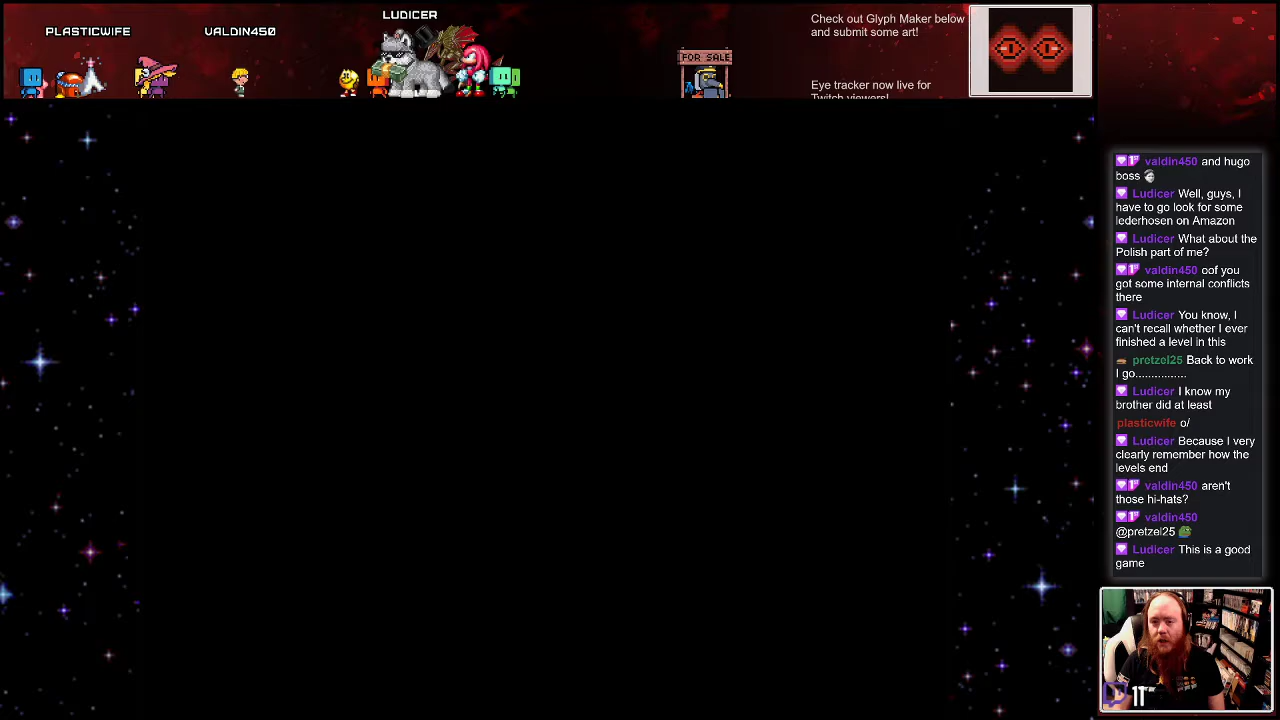 LUDICER
PLASTICWIFE
VALDIN450
FOR SALE
Check out Glyph Maker below
and submit some art!
Eye tracker now live for
Twitch viewers!
valdin450 and hugo
boss
Ludicer Well, guys, I
have to go look for some
lederhosen on Amazon
Ludicer What about the
Polish part of me?
valdin450 oof you
got some internal conflicts
there
Ludicer You know, I
can't recall whether I ever
finished a level in this
pretzel25 Back to work
I go................
Ludicer I know my
brother did at least
plasticwife o/
Ludicer Because I very
clearly remember how the
levels end
valdin450 aren't
those hi-hats?
valdin450
@pretzel25
Ludicer This is a good
game
11